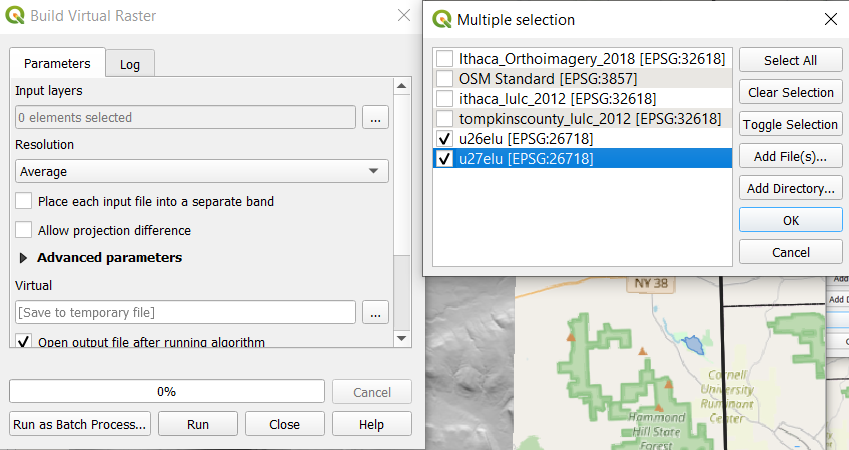 Build Virtual Raster
Parameters
Log
Input layers
0 elements selected
...
Resolution
Average
Place each input file into a separate band
Allow projection difference
Advanced parameters
Virtual
[Save to temporary file]
...
Open output file after running algorithm
0%
Cancel
Run as Batch Process...
Run
Close
Help
Multiple selection
Ithaca_Orthoimagery_2018 [EPSG:32618]
OSM Standard [EPSG:3857]
ithaca_lulc_2012 [EPSG:32618]
tompkinscounty_lulc_2012 [EPSG:32618]
u26elu [EPSG:26718]
u27elu [EPSG:26718]
Select All
Clear Selection
Toggle Selection
Add File(s)...
Add Directory...
OK
Cancel
NY 38
Cornell
University
Ruminant
Center
Hammond
Hill State
Forest
Add D